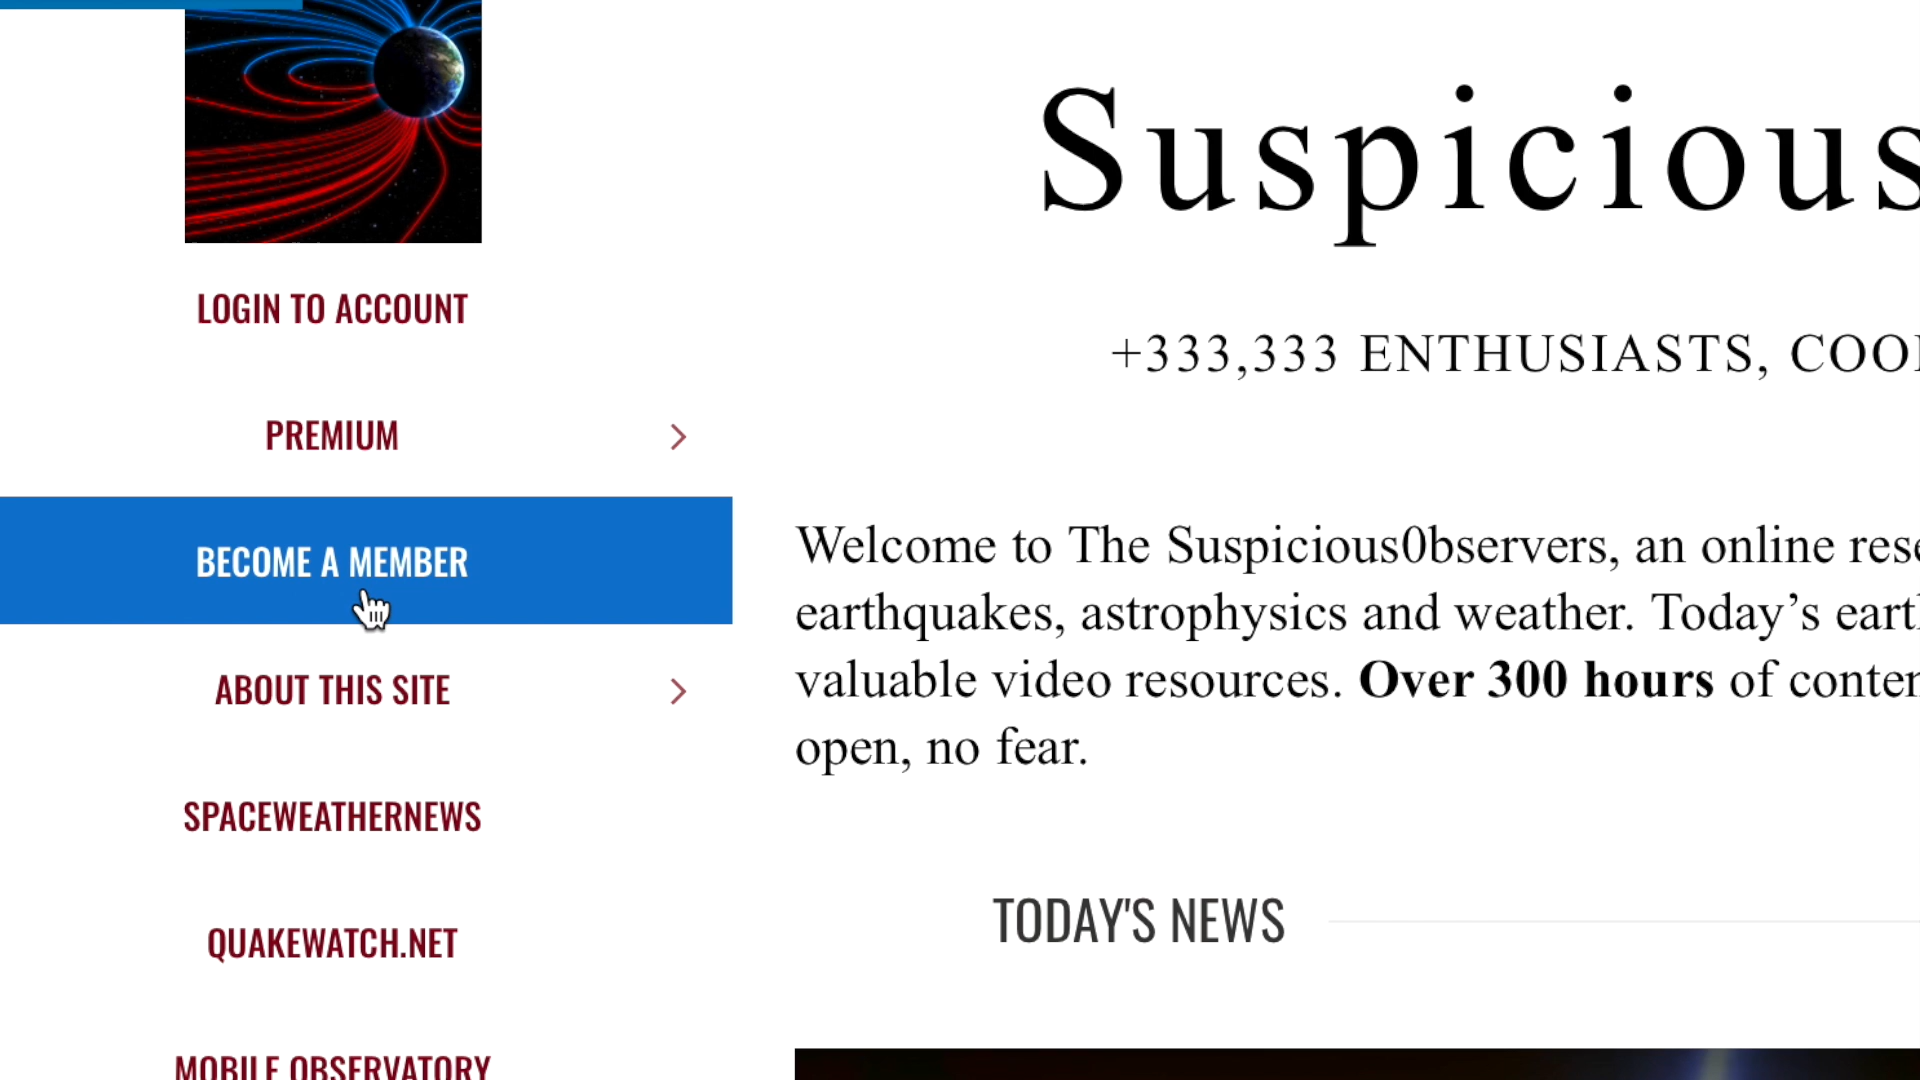 LOGIN TO ACCOUNT
PREMIUM
BECOME A MEMBER
ABOUT THIS SITE
SPACEWEATHERNEWS
QUAKEWATCH.NET
MOBILE OBSERVATORY
Suspicious
+333,333 ENTHUSIASTS,
Welcome to The Suspicious0bservers, an online
earthquakes, astrophysics and weather. Today’s
valuable video resources. Over 300 hours of
open, no fear.
TODAY'S NEWS